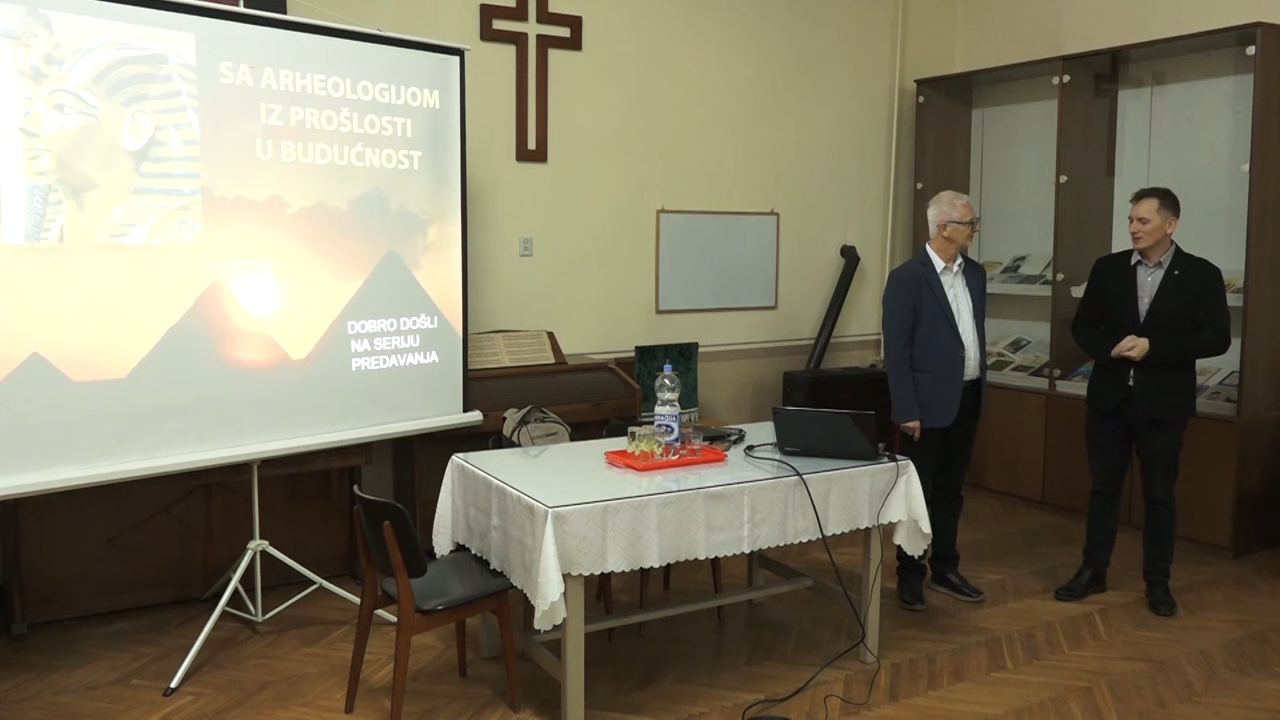 SA ARHEOLOGIJOM
IZ PROŠLOSTI
U BUDUĆNOST
DOBRO DOŠLI
NA SERIJU
PREDAVANJA